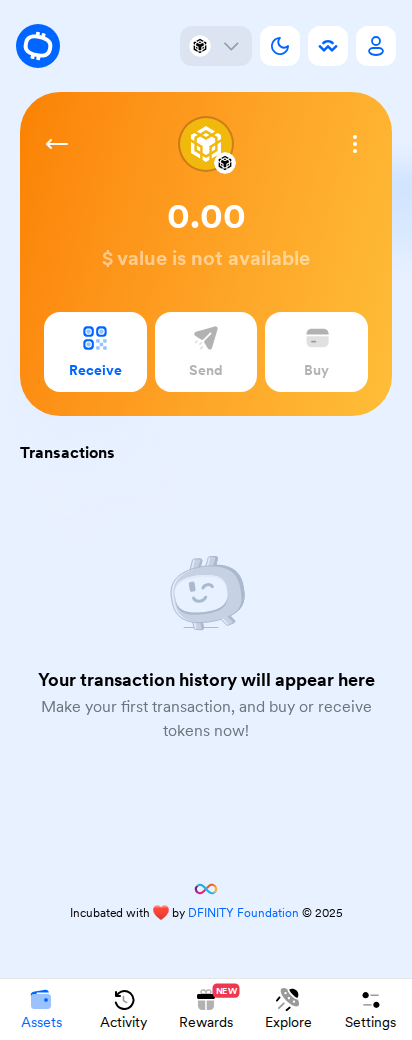 0.00
$ value is not available
Receive
Send
Buy
Transactions
Your transaction history will appear here
Make your first transaction, and buy or receive
tokens now!
Incubated with ❤️ by DFINITY Foundation © 2025
NEW
Assets
Activity
Rewards
Explore
Settings